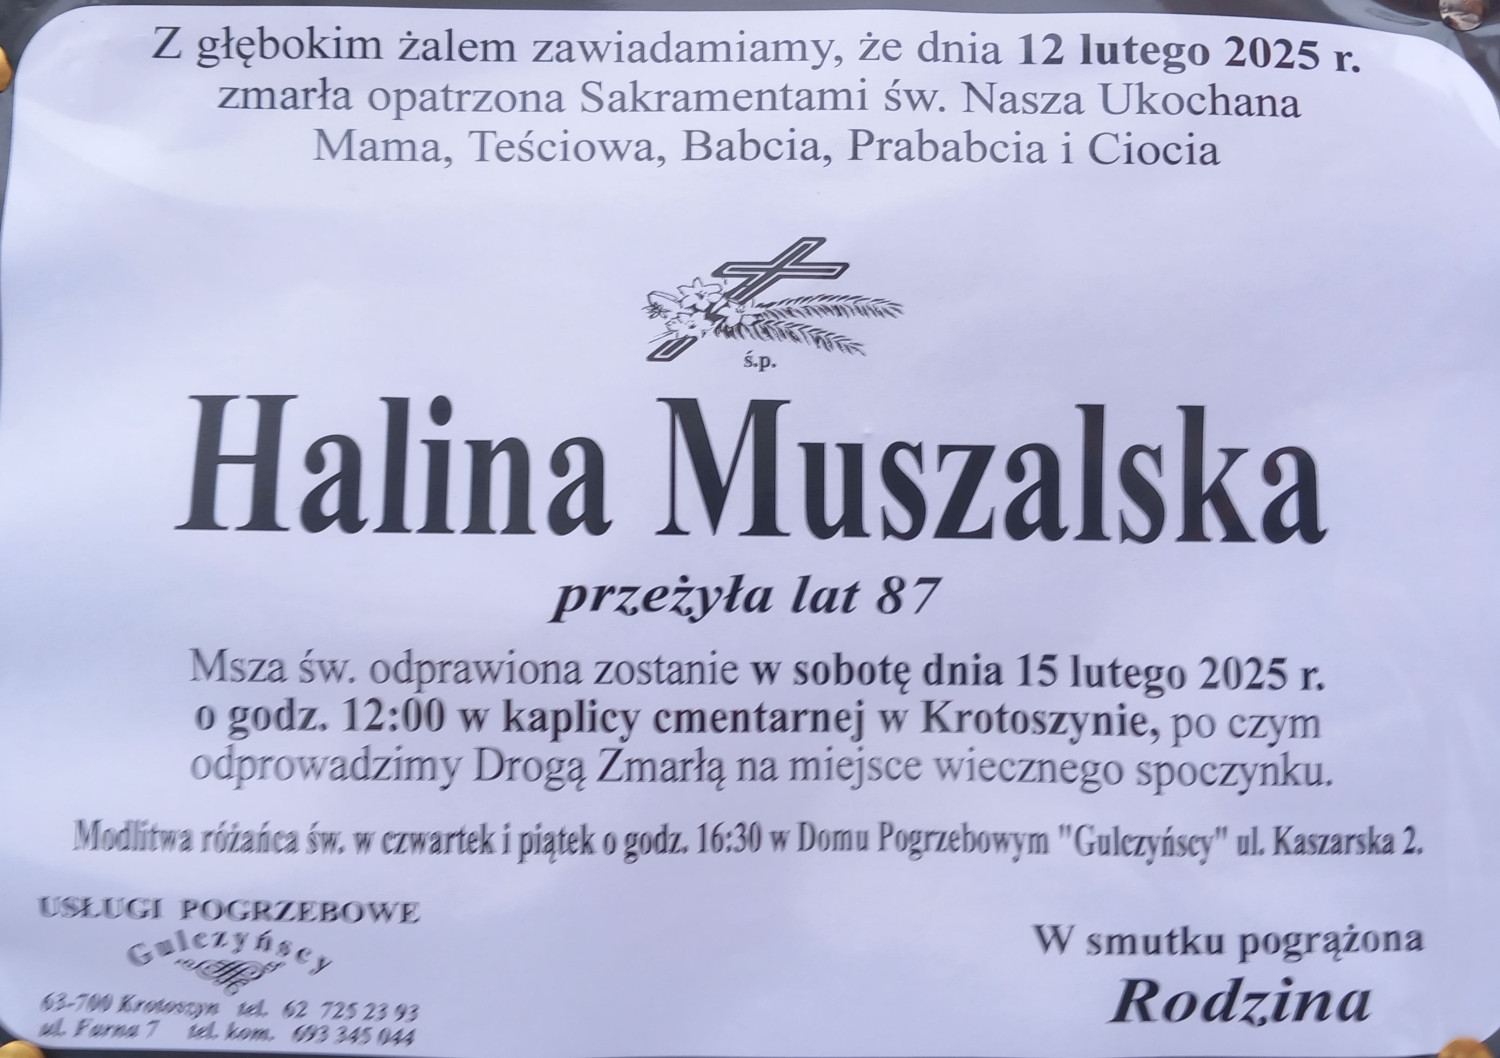 Z głębokim żalem zawiadamiamy, że dnia 12 lutego 2025 r.
zmarła opatrzona Sakramentami św. Nasza Ukochana
Mama, Teściowa, Babcia, Prababcia i Ciocia
ś.p.
Halina Muszalska
przeżyła lat 87
Msza św. odprawiona zostanie w sobotę dnia 15 lutego 2025 r.
o godz. 12:00 w kaplicy cmentarnej w Krotoszynie, po czym
odprowadzimy Drogą Zmarłą na miejsce wiecznego spoczynku.
Modlitwa różańca św. w czwartek i piątek o godz. 16:30 w Domu Pogrzebowym "Gulczyńscy" ul. Kaszarska 2.
USŁUGI POGRZEBOWE
Gulczyńscy
63-700 Krotoszyn tel. 62 725 23 93
ul. Farna 7 tel. kom. 693 345 044
W smutku pogrążona
Rodzina